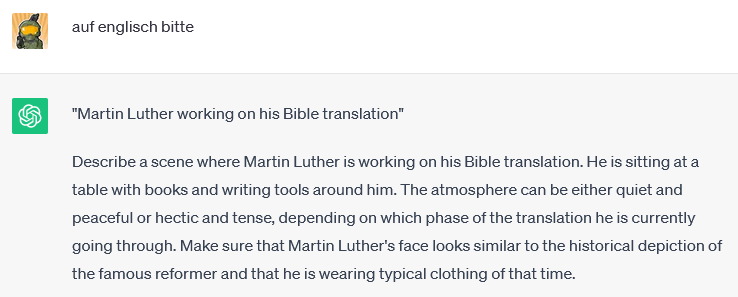 auf englisch bitte
"Martin Luther working on his Bible translation"
Describe a scene where Martin Luther is working on his Bible translation. He is sitting at a
table with books and writing tools around him. The atmosphere can be either quiet and
peaceful or hectic and tense, depending on which phase of the translation he is currently
going through. Make sure that Martin Luther's face looks similar to the historical depiction of
the famous reformer and that he is wearing typical clothing of that time.